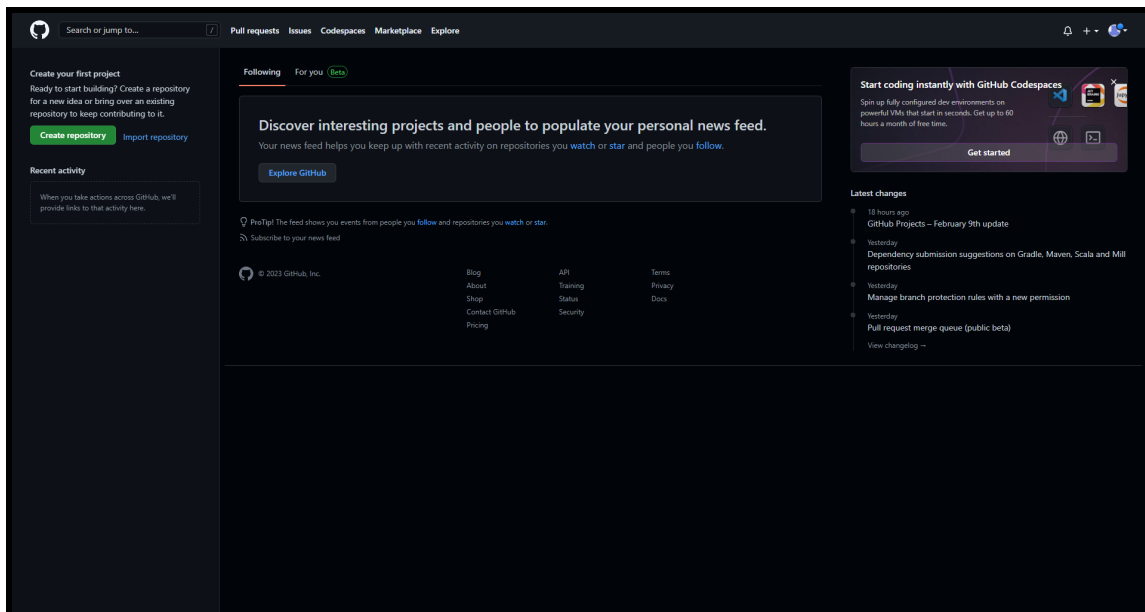 Search or jump to... /
Pull requests Issues Codespaces Marketplace Explore
Create your first project
Ready to start building? Create a repository
for a new idea or bring over an existing
repository to keep contributing to it.
Create repository Import repository
Recent activity
When you take actions across GitHub, we'll
provide links to that activity here.
Following For you Beta
Discover interesting projects and people to populate your personal news feed.
Your news feed helps you keep up with recent activity on repositories you watch or star and people you follow.
Explore GitHub
ProTip! The feed shows you events from people you follow and repositories you watch or star.
Subscribe to your news feed
© 2023 GitHub, Inc.
Blog
About
Shop
Contact GitHub
Pricing
API
Training
Status
Security
Terms
Privacy
Docs
Start coding instantly with GitHub Codespaces
Spin up fully configured dev environments on
powerful VMs that start in seconds. Get up to 60
hours a month of free time.
Get started
Latest changes
18 hours ago
GitHub Projects – February 9th update
Yesterday
Dependency submission suggestions on Gradle, Maven, Scala and Mill
repositories
Yesterday
Manage branch protection rules with a new permission
Yesterday
Pull request merge queue (public beta)
View changelog →